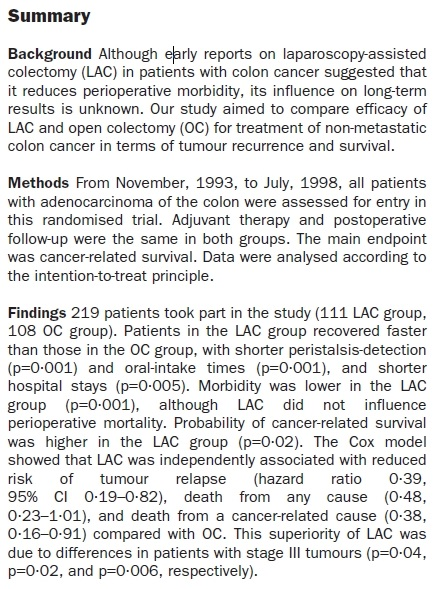 Summary
Background Although early reports on laparoscopy-assisted
colectomy (LAC) in patients with colon cancer suggested that
it reduces perioperative morbidity, its influence on long-term
results is unknown. Our study aimed to compare efficacy of
LAC and open colectomy (OC) for treatment of non-metastatic
colon cancer in terms of tumour recurrence and survival.
Methods From November, 1993, to July, 1998, all patients
with adenocarcinoma of the colon were assessed for entry in
this randomised trial. Adjuvant therapy and postoperative
follow-up were the same in both groups. The main endpoint
was cancer-related survival. Data were analysed according to
the intention-to-treat principle.
Findings 219 patients took part in the study (111 LAC group,
108 OC group). Patients in the LAC group recovered faster
than those in the OC group, with shorter peristalsis-detection
(p=0·001) and oral-intake times (p=0·001), and shorter
hospital stays (p=0·005). Morbidity was lower in the LAC
group (p=0·001), although LAC did not influence
perioperative mortality. Probability of cancer-related survival
was higher in the LAC group (p=0·02). The Cox model
showed that LAC was independently associated with reduced
risk of tumour relapse (hazard ratio 0·39,
95% CI 0·19–0·82), death from any cause (0·48,
0·23–1·01), and death from a cancer-related cause (0·38,
0·16–0·91) compared with OC. This superiority of LAC was
due to differences in patients with stage III tumours (p=0·04,
p=0·02, and p=0·006, respectively).